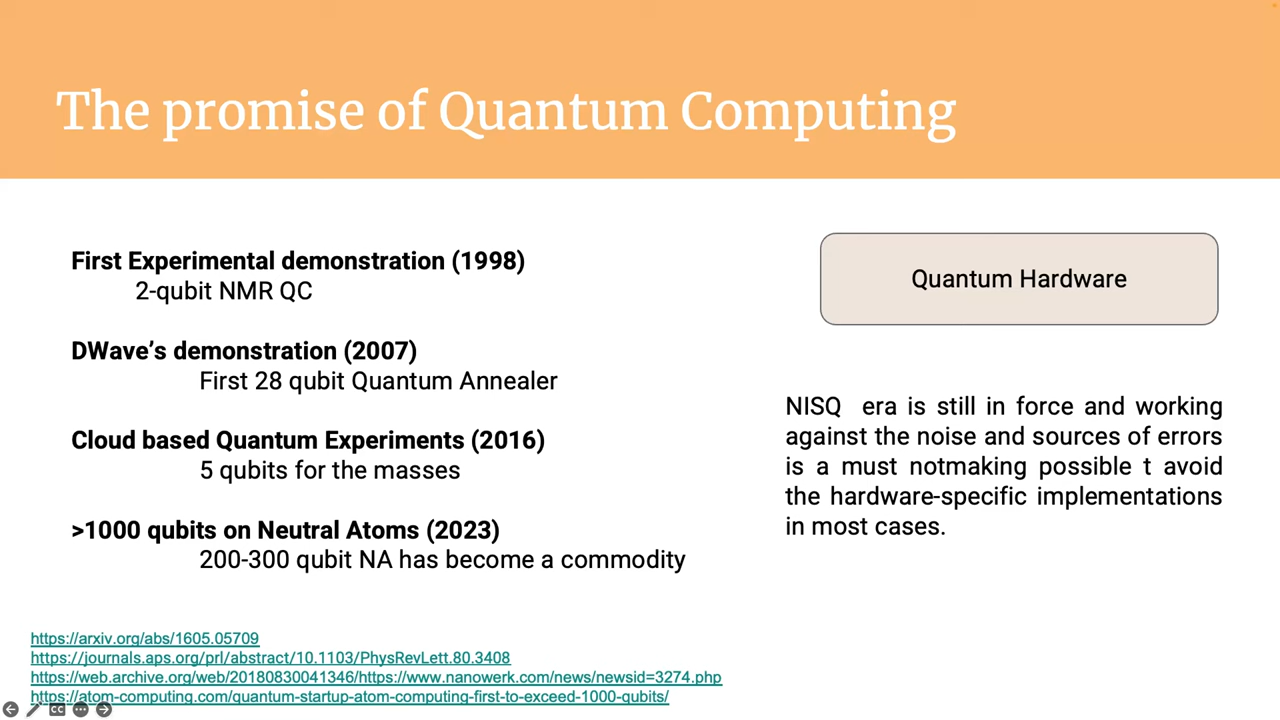 The promise of Quantum Computing
First Experimental demonstration (1998)
2-qubit NMR QC
DWave's demonstration (2007)
First 28 qubit Quantum Annealer
Cloud based Quantum Experiments (2016)
5 qubits for the masses
>1000 qubits on Neutral Atoms (2023)
200-300 qubit NA has become a commodity
Quantum Hardware
NISQ era is still in force and working
against the noise and sources of errors
is a must notmaking possible t avoid
the hardware-specific implementations
in most cases.
https://arxiv.org/abs/1605.05709
https://journals.aps.org/prl/abstract/10.1103/PhysRevLett.80.3408
https://web.archive.org/web/20180830041346/https://www.nanowerk.com/news/newsid=3274.php
https://atom-computing.com/quantum-startup-atom-computing-first-to-exceed-1000-qubits/